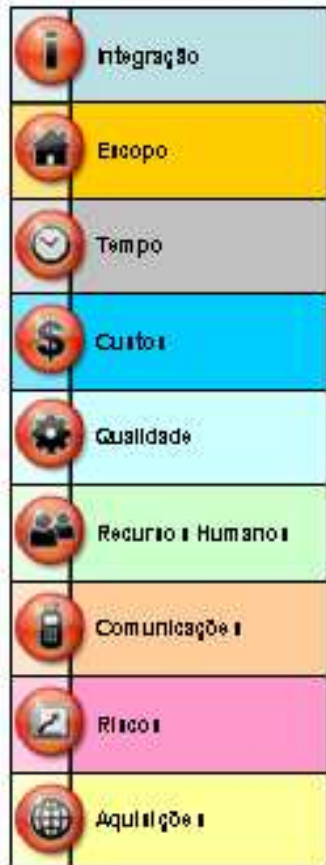 Integração
Escopo
Tempo
Custos
Qualidade
Recursos Humanos
Comunicações
Riscos
Aquisições